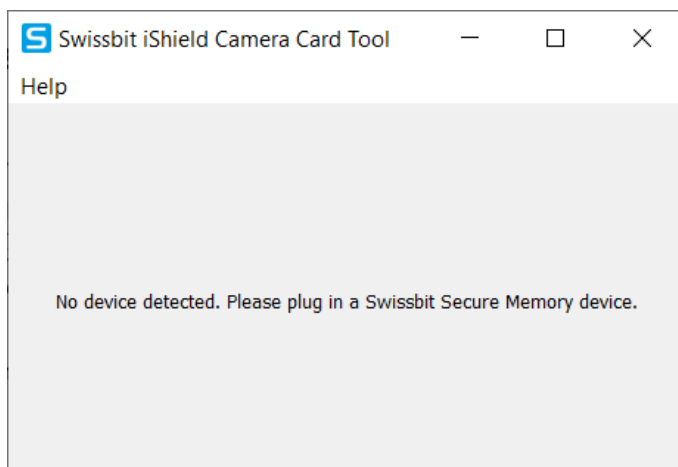 Swissbit iShield Camera Card Tool
Help
No device detected. Please plug in a Swissbit Secure Memory device.